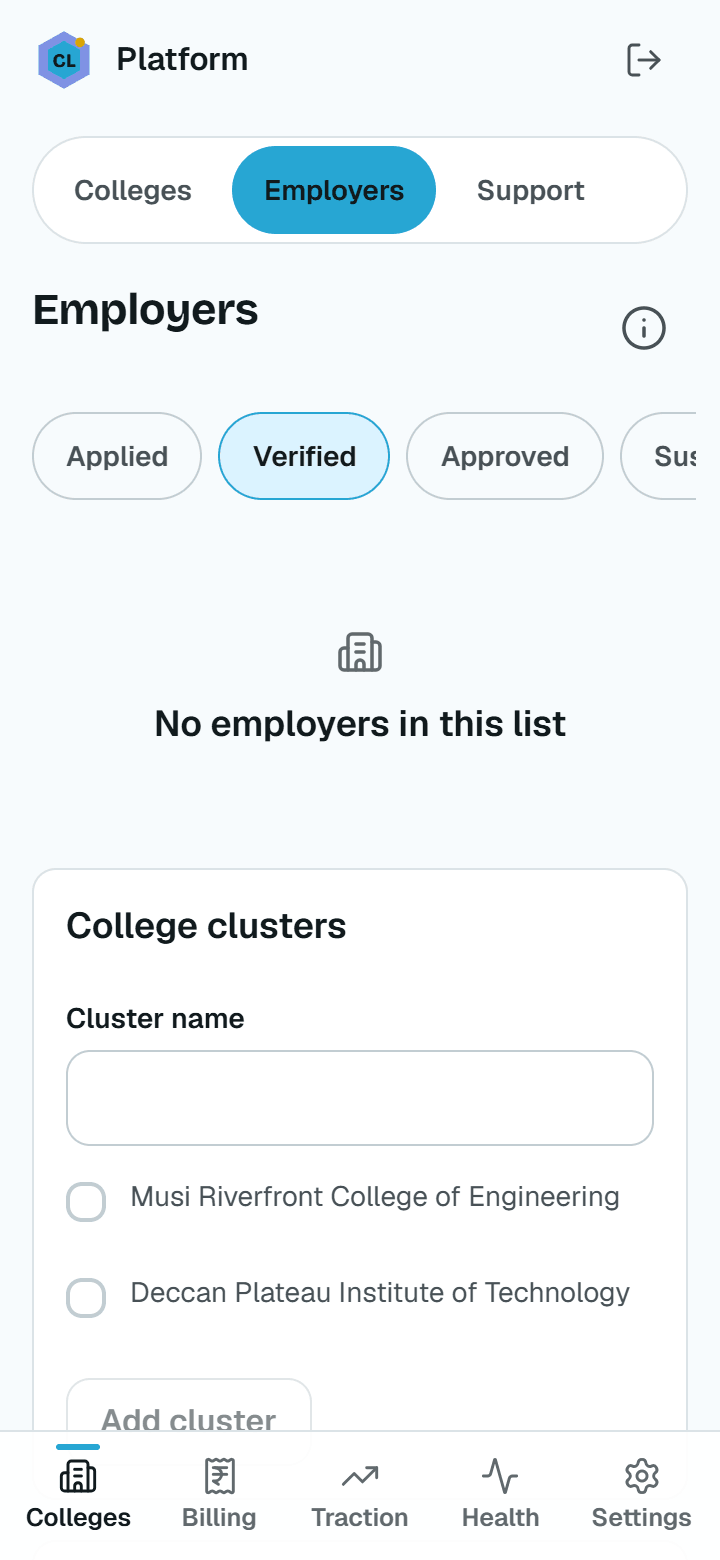 CL
Platform
Colleges
Employers
Support
Employers
Applied
Verified
Approved
Sus
No employers in this list
College clusters
Cluster name
Musi Riverfront College of Engineering
Deccan Plateau Institute of Technology
Add cluster
Colleges
Billing
Traction
Health
Settings